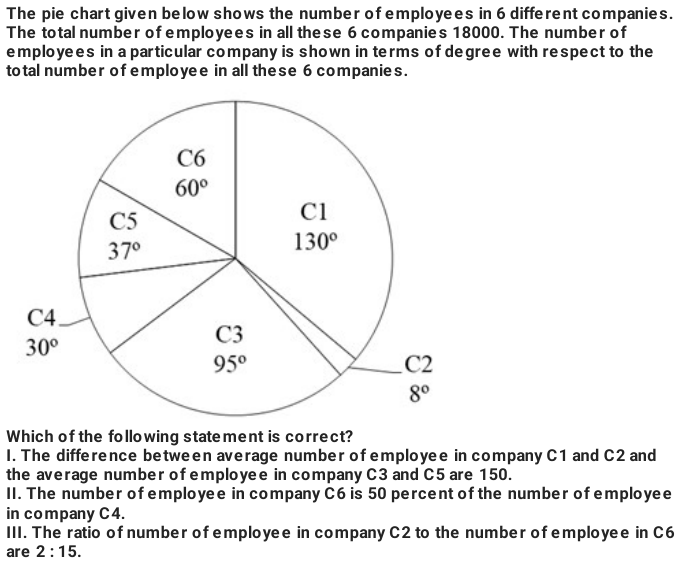 The pie chart given below shows the number of employees in 6 different companies.
The total number of employees in all these 6 companies 18000. The number of
employees in a particular company is shown in terms of degree with respect to the
total number of employee in all these 6 companies.
C6
60º
C1
130º
C5
37º
C4
30º
C3
95º
C2
8º
Which of the following statement is correct?
I. The difference between average number of employee in company C1 and C2 and
the average number of employee in company C3 and C5 are 150.
II. The number of employee in company C6 is 50 percent of the number of employee
in company C4.
III. The ratio of number of employee in company C2 to the number of employee in C6
are 2 : 15.